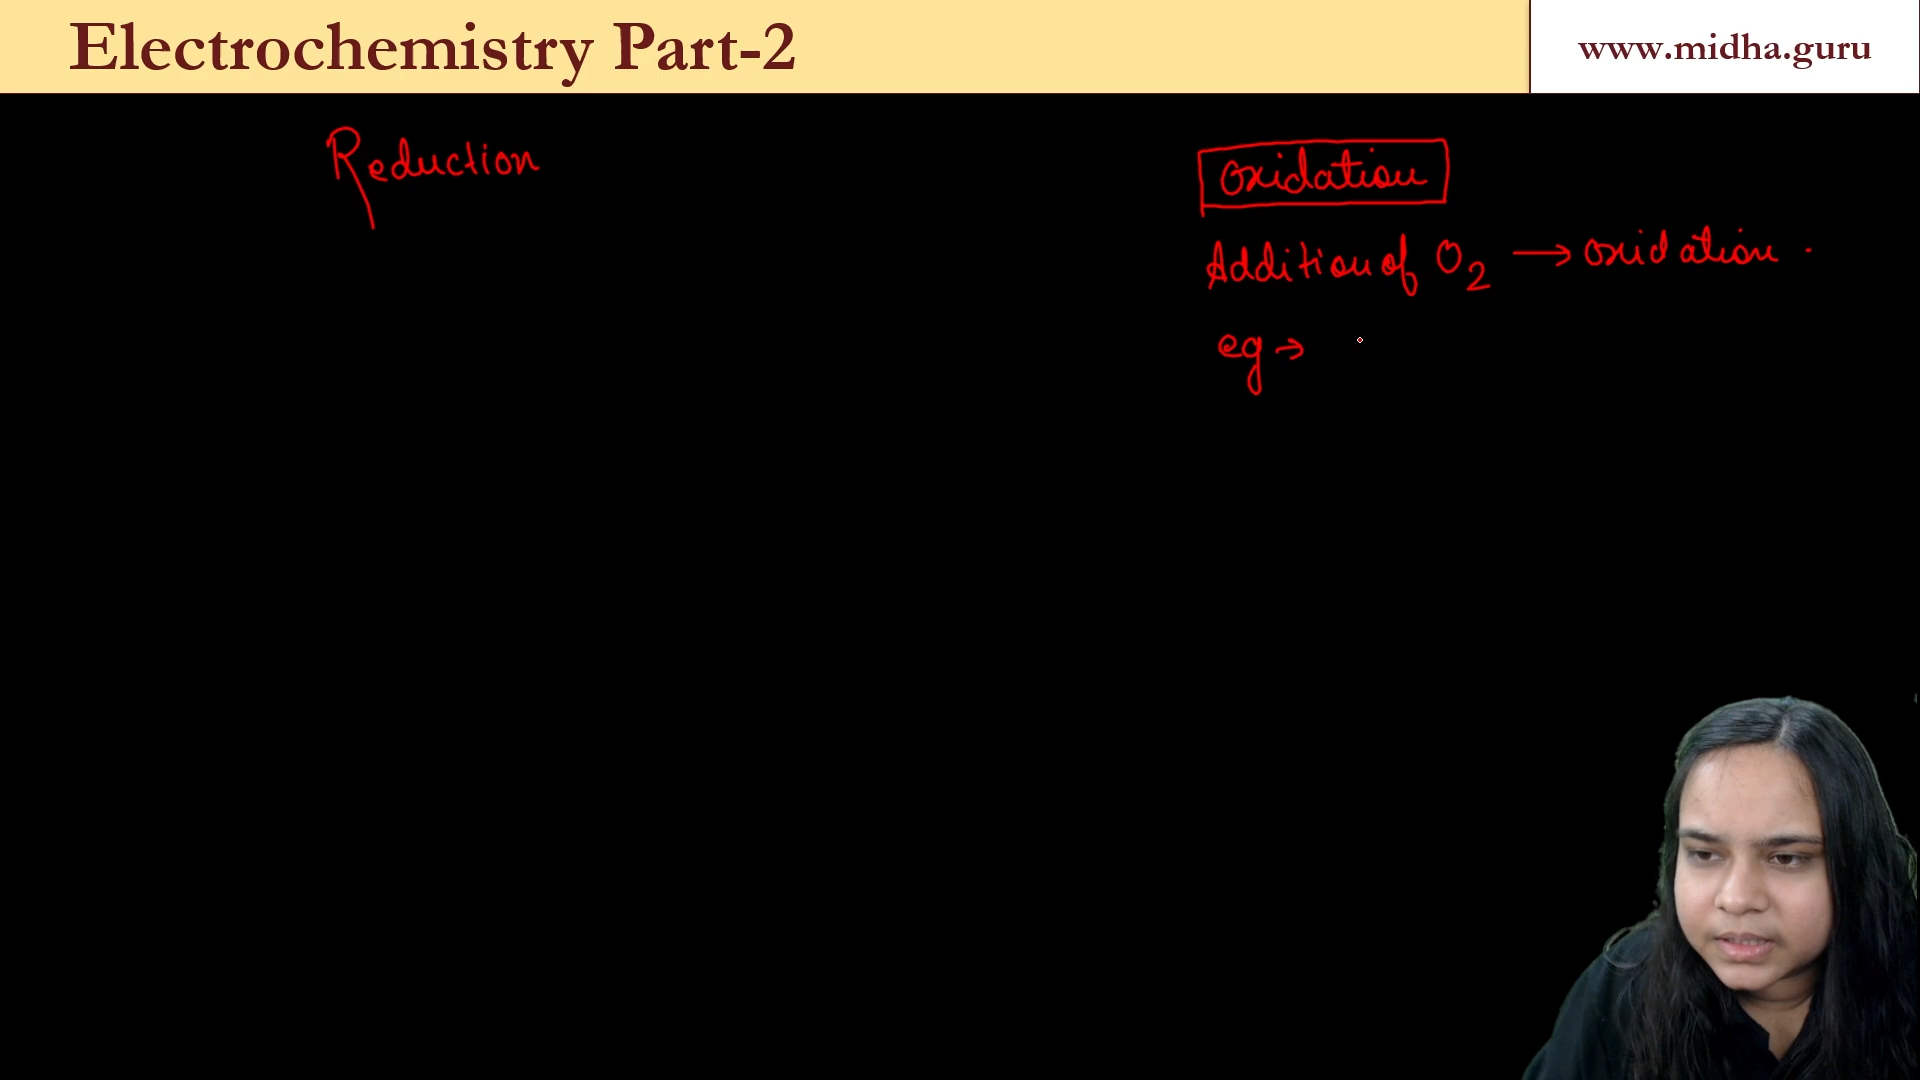 Electrochemistry Part-2
www.midha.guru
Reduction
Oxidation
Addition of O2 → oxidation .
eg →